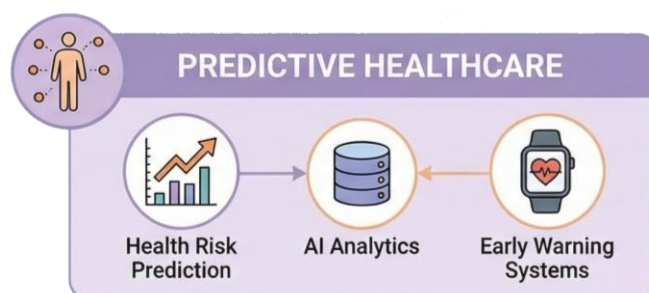 PREDICTIVE HEALTHCARE
Health Risk
Prediction
AI Analytics
Early Warning
Systems